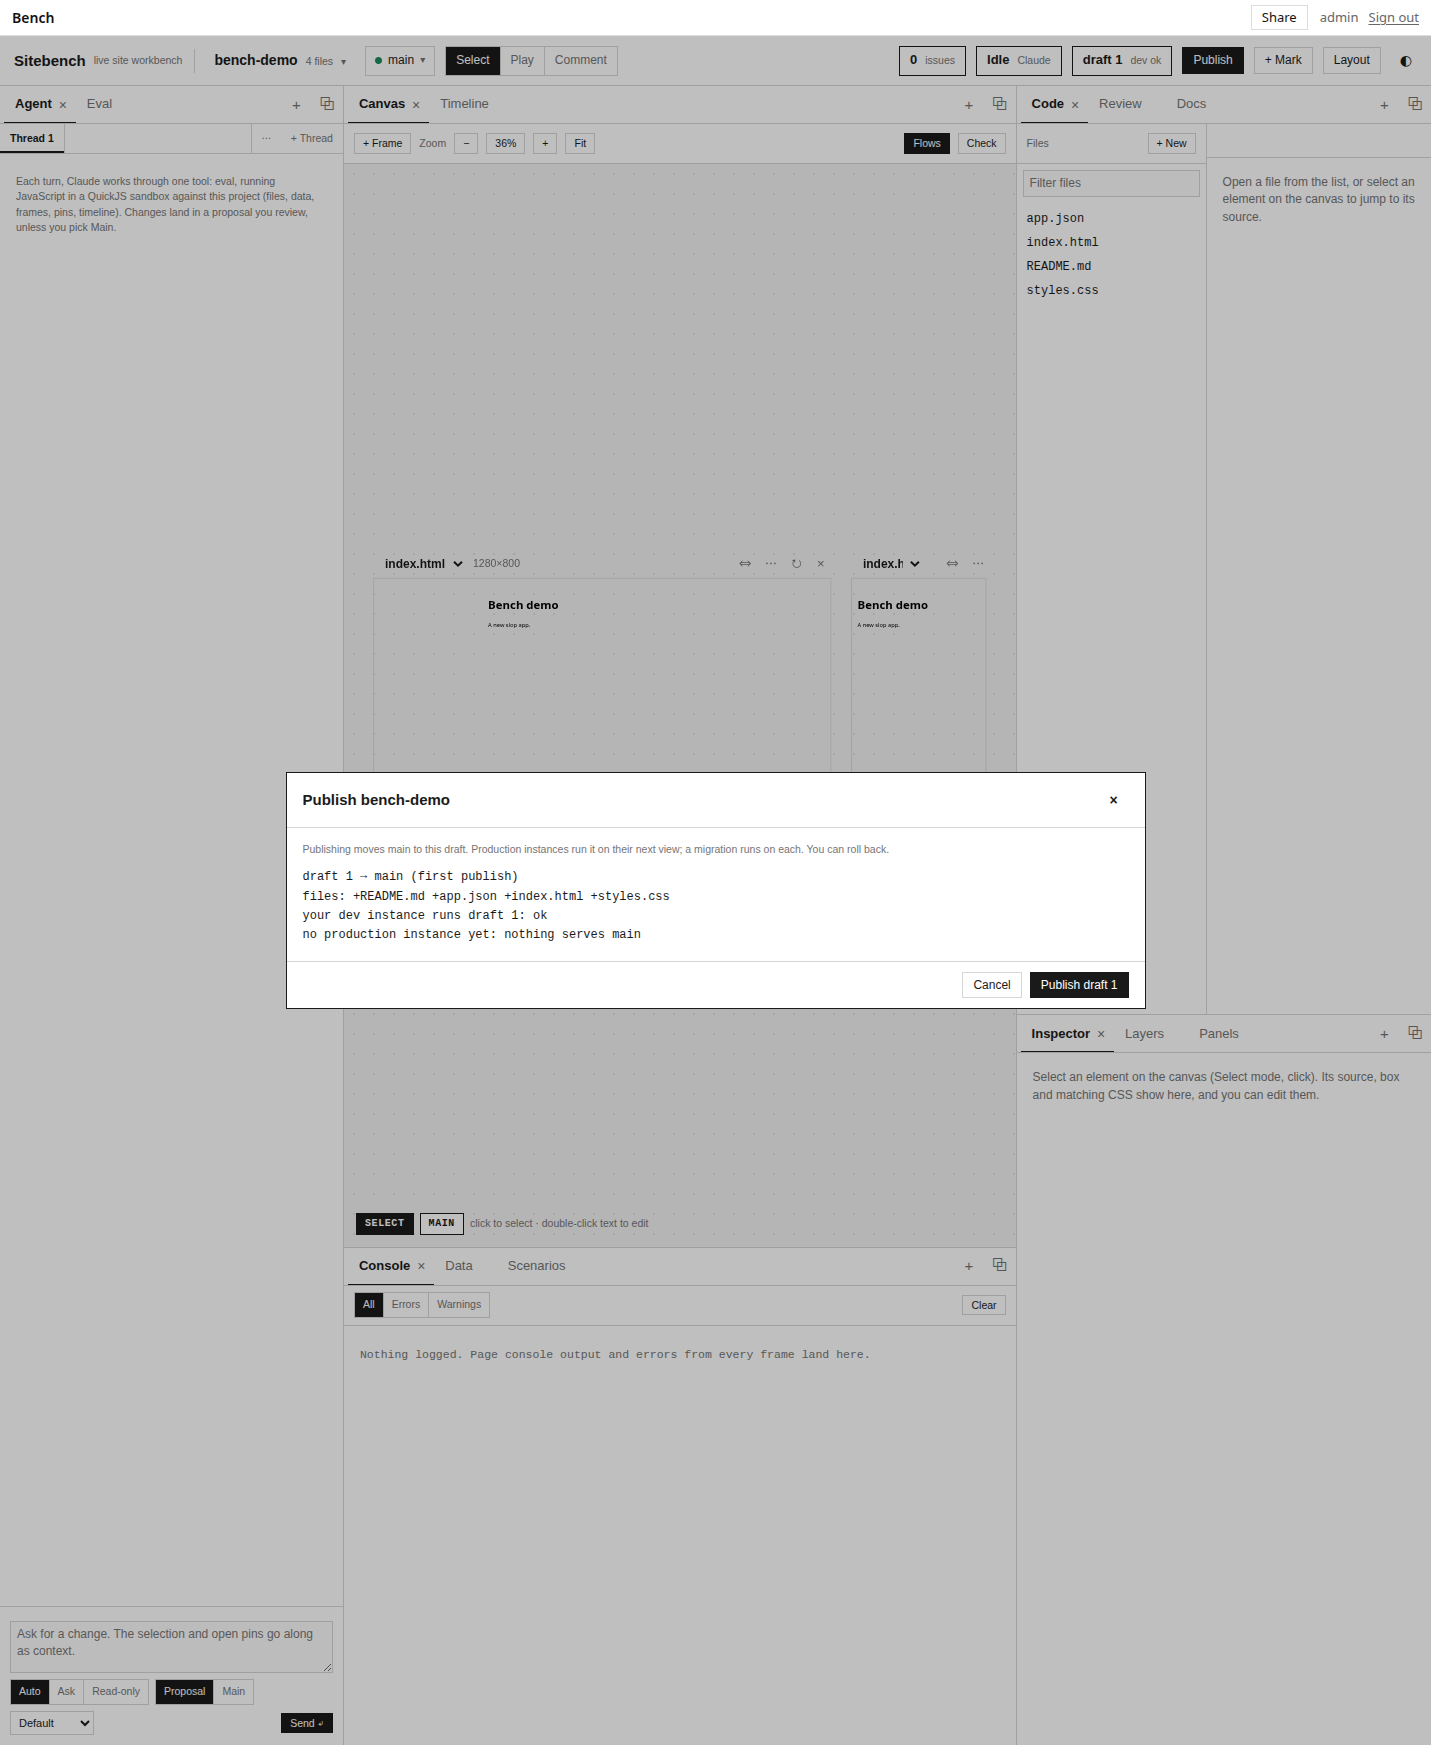 Bench
Share admin Sign out
Sitebench live site workbench bench-demo 4 files ▾ main ▾ Select Play Comment 0 issues Idle Claude draft 1 dev ok Publish + Mark Layout
Agent × Eval +
Canvas × Timeline +
Code × Review Docs +
Thread 1 ··· + Thread
Each turn, Claude works through one tool: eval, running
JavaScript in a QuickJS sandbox against this project (files, data,
frames, pins, timeline). Changes land in a proposal you review,
unless you pick Main.
+ Frame Zoom − 36% + Fit Flows Check
Files + New
Filter files
app.json
index.html
README.md
styles.css
Open a file from the list, or select an
element on the canvas to jump to its
source.
index.html 1280×800 ⇔ ··· ↻ ×
Bench demo
A new slop app.
index.h ⇔ ···
Bench demo
A new slop app.
Publish bench-demo ×
Publishing moves main to this draft. Production instances run it on their next view; a migration runs on each. You can roll back.
draft 1 → main (first publish)
files: +README.md +app.json +index.html +styles.css
your dev instance runs draft 1: ok
no production instance yet: nothing serves main
Cancel Publish draft 1
Inspector × Layers Panels +
Select an element on the canvas (Select mode, click). Its source, box
and matching CSS show here, and you can edit them.
SELECT MAIN click to select · double-click text to edit
Console × Data Scenarios +
All Errors Warnings Clear
Nothing logged. Page console output and errors from every frame land here.
Ask for a change. The selection and open pins go along
as context.
Auto Ask Read-only Proposal Main
Default Send ↲